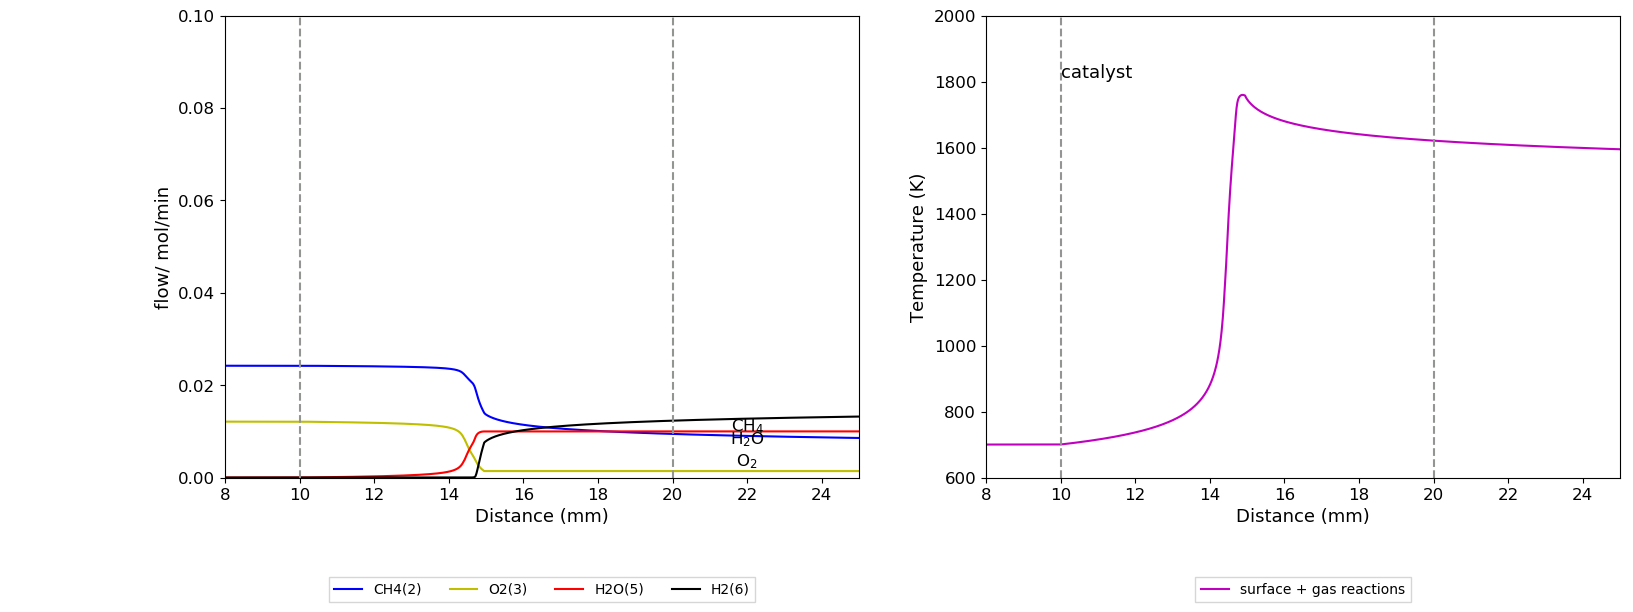 0.10
0.08
0.06
0.04
0.02
0.00
flow/ mol/min
CH₄
H₂O
O₂
8 10 12 14 16 18 20 22 24
Distance (mm)
CH4(2) O2(3) H2O(5) H2(6)
2000
1800
1600
1400
1200
1000
800
600
Temperature (K)
catalyst
8 10 12 14 16 18 20 22 24
Distance (mm)
surface + gas reactions